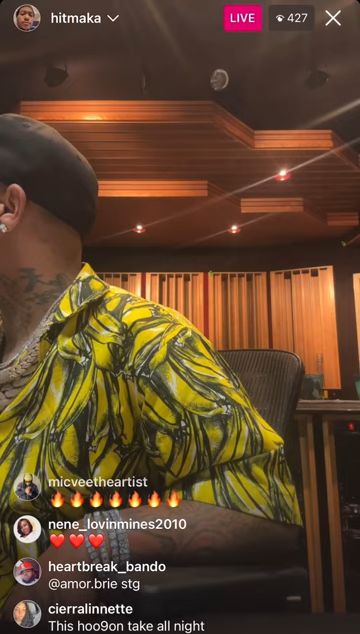 hitmaka
LIVE
427
micveetheartist
🔥🔥🔥🔥🔥🔥
nene_lovinmines2010
❤️❤️❤️
heartbreak_bando
@amor.brie stg
cierralinnette
This hoo9on take all night